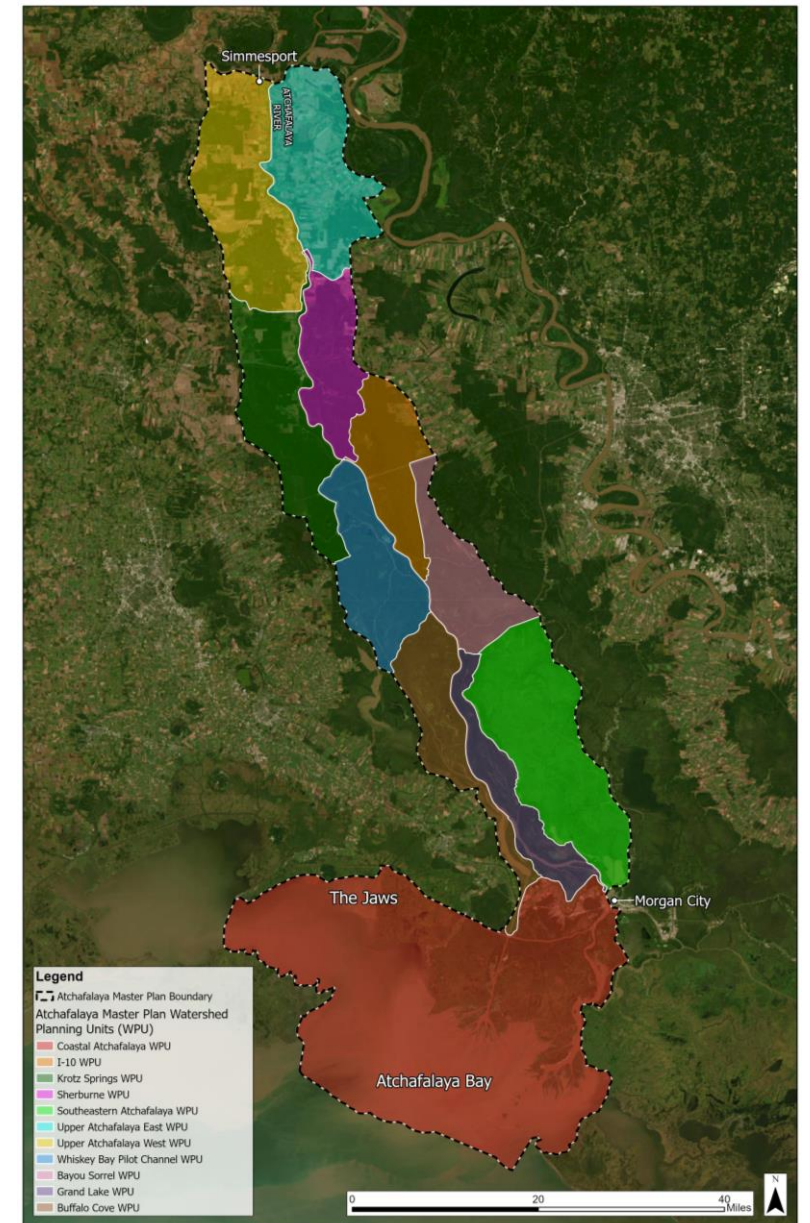 Simmesport
ATCHAFALAYA
RIVER
The Jaws
Morgan City
Atchafalaya Bay
Legend
Atchafalaya Master Plan Boundary
Atchafalaya Master Plan Watershed
Planning Units (WPU)
Coastal Atchafalaya WPU
I-10 WPU
Krotz Springs WPU
Sherburne WPU
Southeastern Atchafalaya WPU
Upper Atchafalaya East WPU
Upper Atchafalaya West WPU
Whiskey Bay Pilot Channel WPU
Bayou Sorrel WPU
Grand Lake WPU
Buffalo Cove WPU
0 20 40
Miles
N